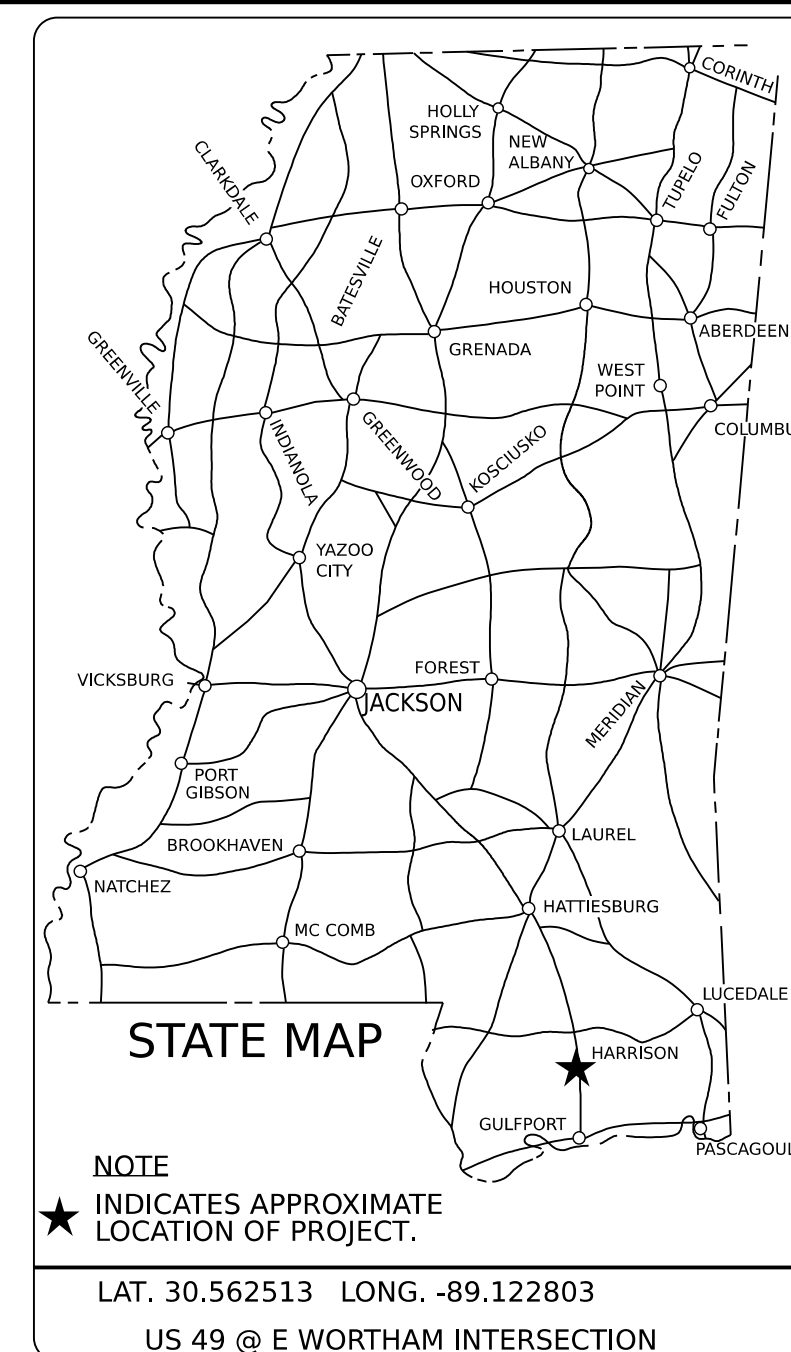 CORINTH
HOLLY
SPRINGS
NEW
ALBANY
CLARKDALE
OXFORD
TUPELO
FULTON
BATESVILLE
HOUSTON
ABERDEEN
GREENVILLE
GRENADA
WEST
POINT
COLUMBU
INDIANOLA
GREENWOOD
KOSCIUSKO
YAZOO
CITY
VICKSBURG
FOREST
JACKSON
MERIDIAN
PORT
GIBSON
BROOKHAVEN
LAUREL
NATCHEZ
HATTIESBURG
MC COMB
LUCEDALE
STATE MAP
HARRISON
GULFPORT
PASCAGOUL
NOTE
INDICATES APPROXIMATE
LOCATION OF PROJECT.
LAT. 30.562513 LONG. -89.122803
US 49 @ E WORTHAM INTERSECTION